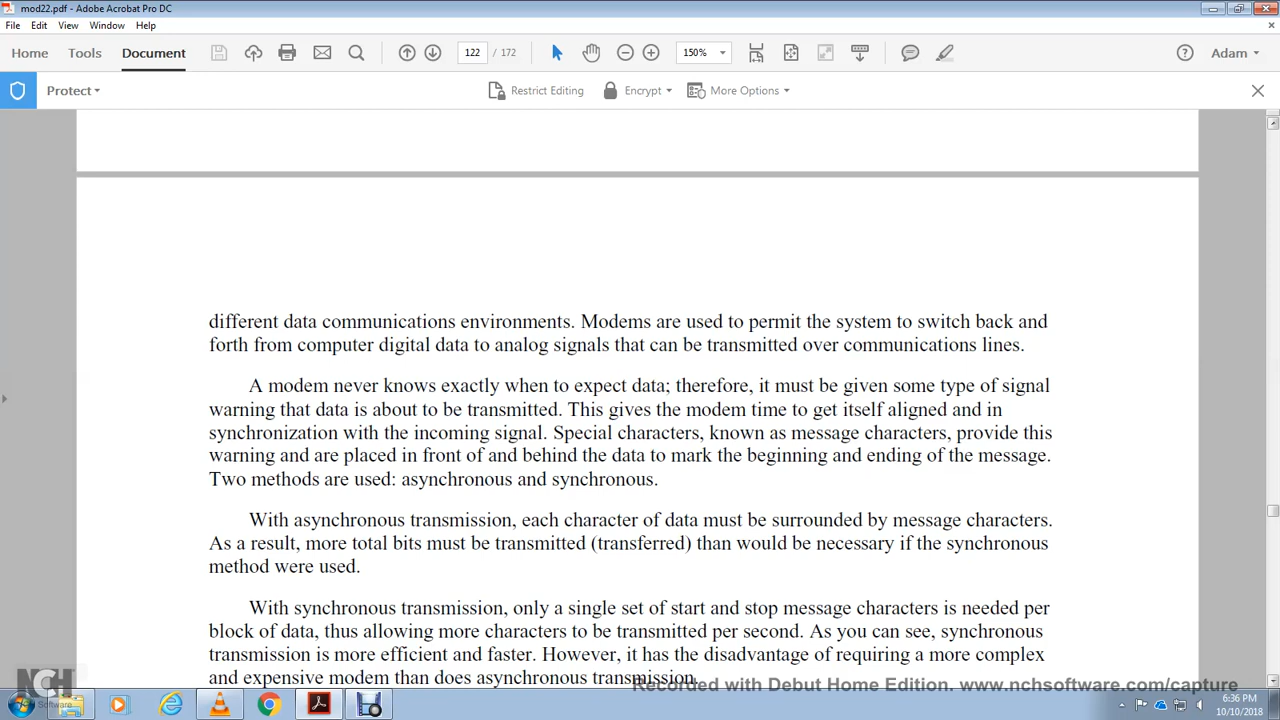 mod22.pdf - Adobe Acrobat Pro DC
File Edit View Window Help
Home Tools Document 122 / 172 150% Adam
Protect Restrict Editing Encrypt More Options
different data communications environments. Modems are used to permit the system to switch back and
forth from computer digital data to analog signals that can be transmitted over communications lines.
A modem never knows exactly when to expect data; therefore, it must be given some type of signal
warning that data is about to be transmitted. This gives the modem time to get itself aligned and in
synchronization with the incoming signal. Special characters, known as message characters, provide this
warning and are placed in front of and behind the data to mark the beginning and ending of the message.
Two methods are used: asynchronous and synchronous.
With asynchronous transmission, each character of data must be surrounded by message characters.
As a result, more total bits must be transmitted (transferred) than would be necessary if the synchronous
method were used.
With synchronous transmission, only a single set of start and stop message characters is needed per
block of data, thus allowing more characters to be transmitted per second. As you can see, synchronous
transmission is more efficient and faster. However, it has the disadvantage of requiring a more complex
and expensive modem than does asynchronous transmission.
Recorded with Debut Home Edition. www.nchsoftware.com/capture
NCH
NCH Software
6:36 PM
10/10/2018